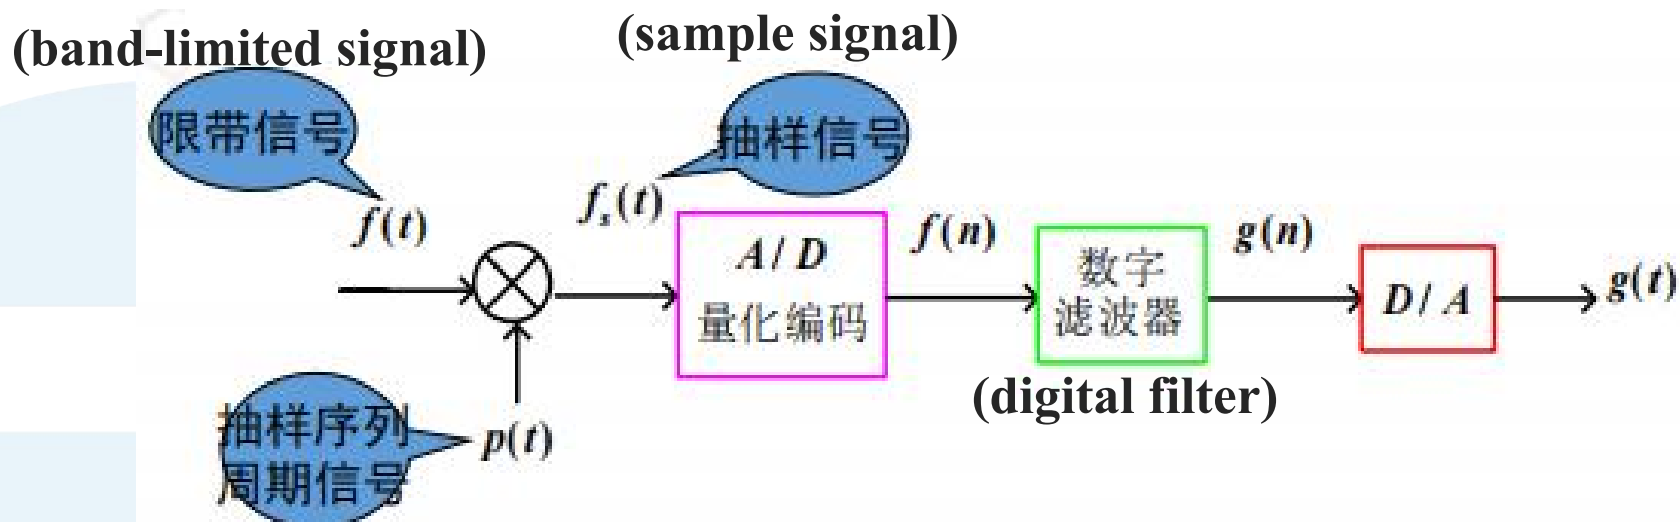 (band-limited signal)
(sample signal)
限带信号
抽样信号
f(t)
fs(t)
A/D
量化编码
f(n)
数字
滤波器
g(n)
D/A
g(t)
(digital filter)
抽样序列
周期信号
p(t)